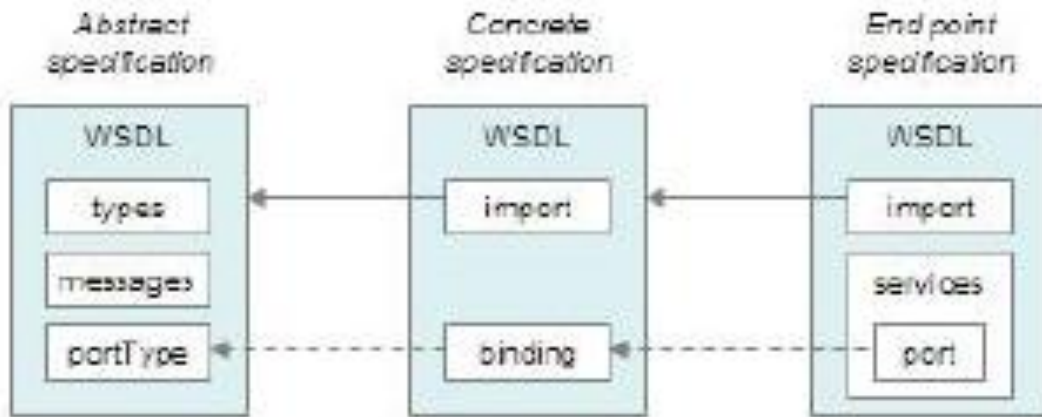 Abstract
specification
Concrete
specification
End point
specification
WSDL
types
messages
portType
WSDL
import
binding
WSDL
import
services
port